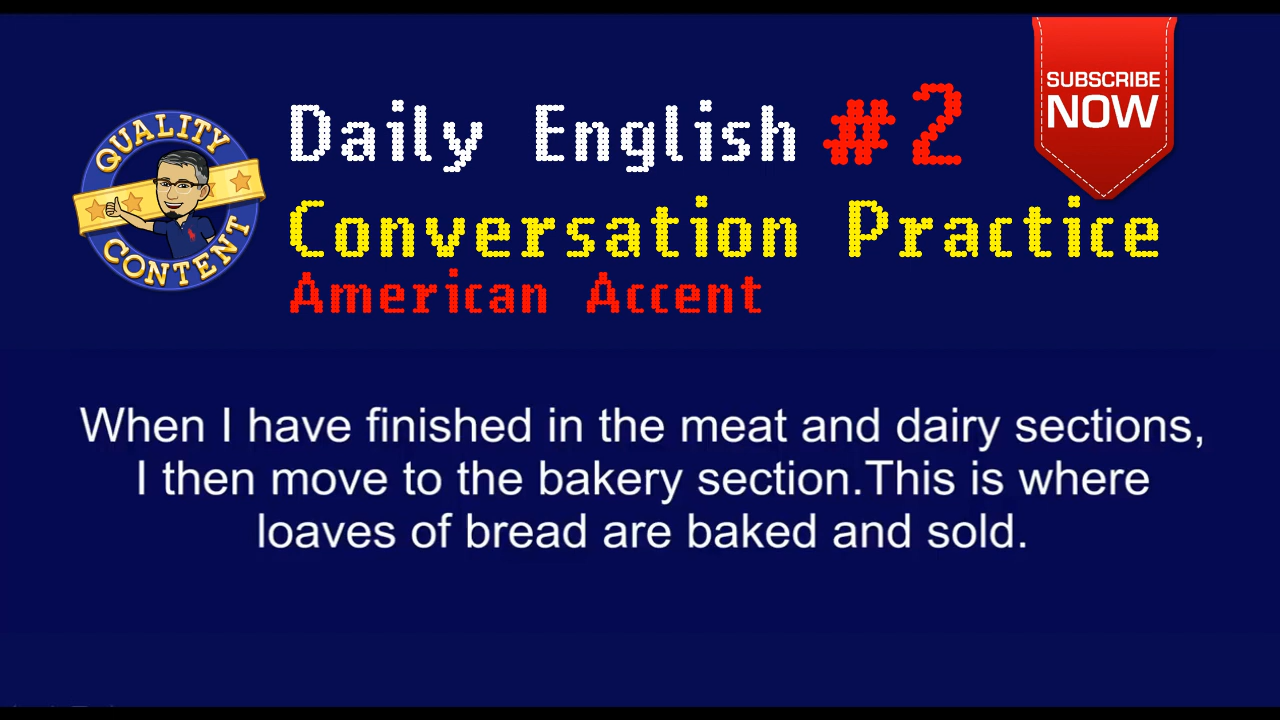 SUBSCRIBE
NOW
QUALITY
CONTENT
Daily English #2
Conversation Practice
American Accent
When I have finished in the meat and dairy sections,
I then move to the bakery section.This is where
loaves of bread are baked and sold.